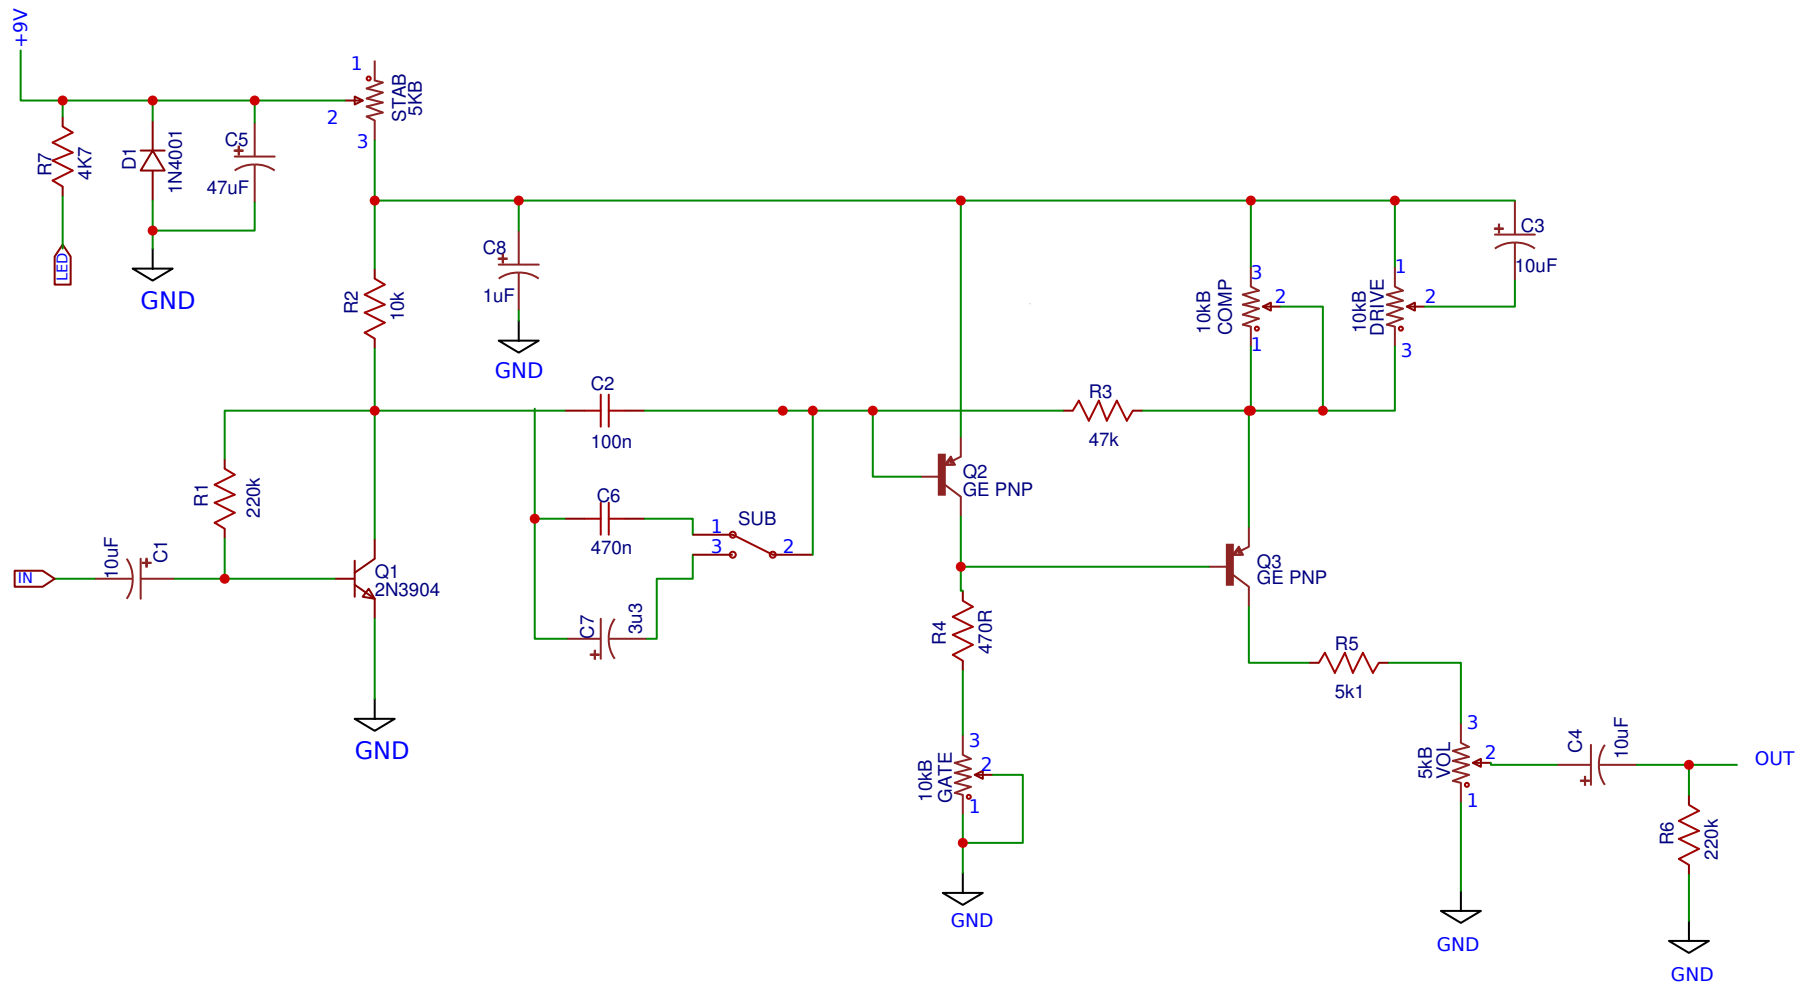 +9V
1
STAB
5KB
2
3
R7
4K7
D1
1N4001
C5
+
47uF
LED
GND
R2
10k
C8
+
1uF
GND
10kB
COMP
3
2
1
10kB
DRIVE
1
2
3
C3
+
10uF
C2
100n
R3
47k
R1
220k
C6
470n
SUB
1
3
2
Q2
GE PNP
IN
10uF
C1
+
Q1
2N3904
C7
+
3u3
Q3
GE PNP
R4
470R
R5
5k1
GND
10kB
GATE
3
2
1
5kB
VOL
3
2
1
C4
+
10uF
OUT
R6
220k
GND
GND
GND